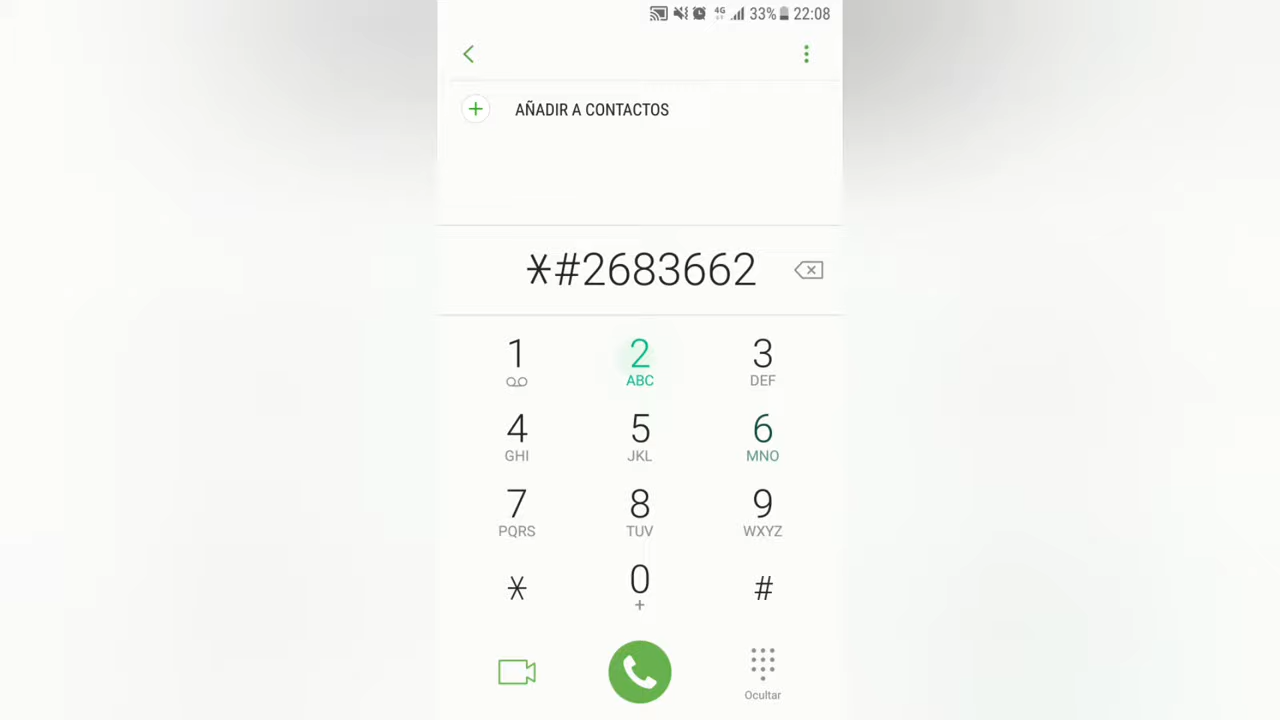 4G 33% 22:08
AÑADIR A CONTACTOS
*#2683662
1 2 3
ABC DEF
4 5 6
GHI JKL MNO
7 8 9
PQRS TUV WXYZ
* 0 #
+
Ocultar